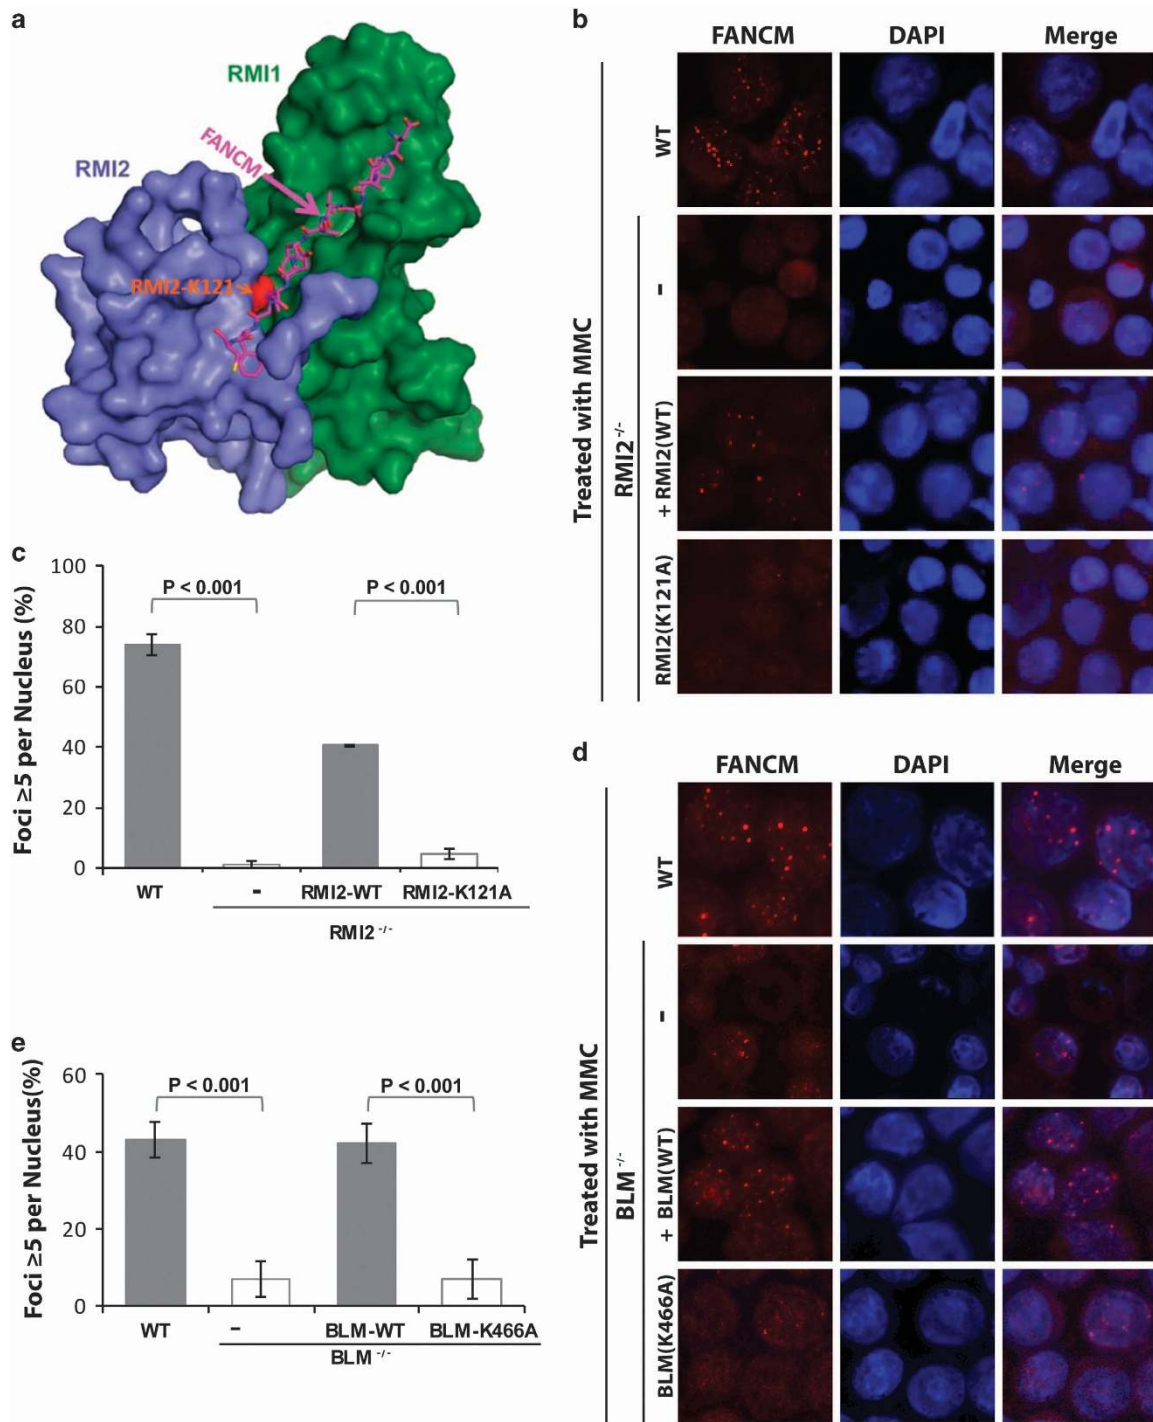 a
RMI1
FANCM
RMI2
RMI2-K121
b
FANCM DAPI Merge
Treated with MMC
RMI2-/-
WT
-
+ RMI2(WT)
RMI2(K121A)
c
Foci ≥5 per Nucleus (%)
100
80
60
40
20
0
P < 0.001
P < 0.001
WT - RMI2-WT RMI2-K121A
RMI2 -/-
d
FANCM DAPI Merge
Treated with MMC
BLM-/-
WT
-
+ BLM(WT)
BLM(K466A)
e
Foci ≥5 per Nucleus(%)
60
40
20
0
P < 0.001
P < 0.001
WT - BLM-WT BLM-K466A
BLM -/-